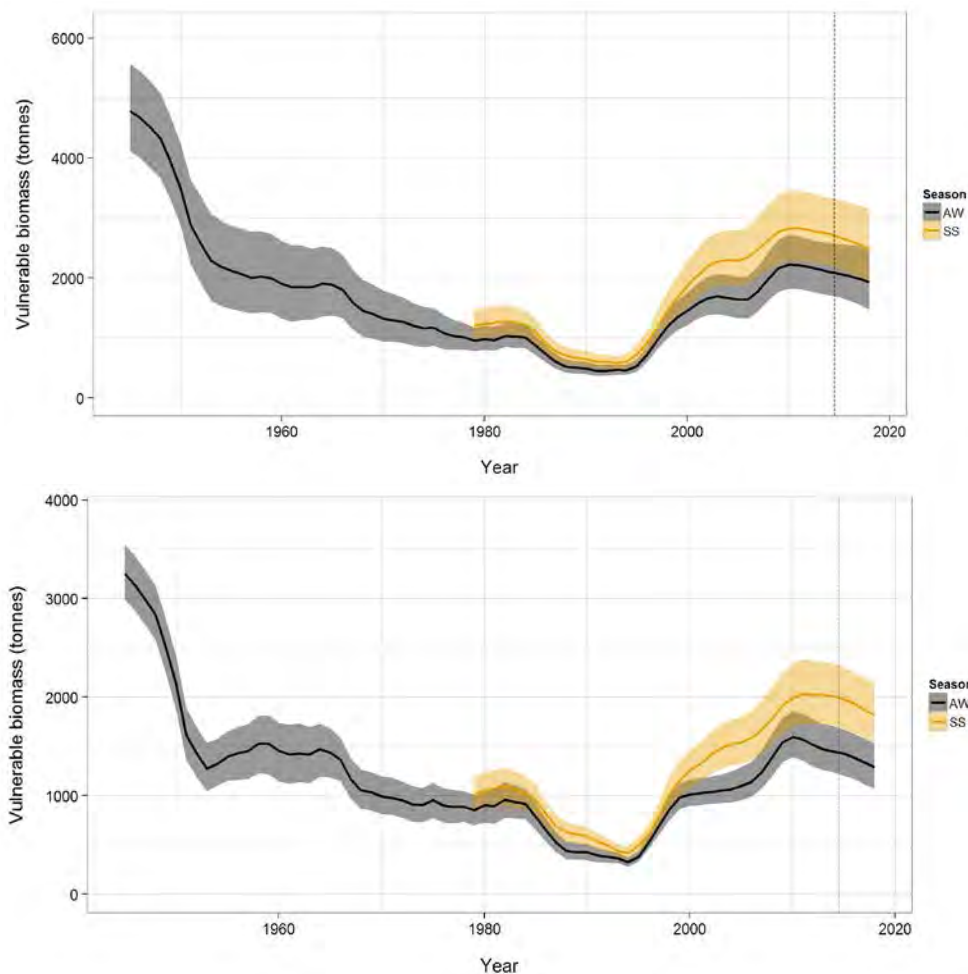 6000
4000
2000
0
Vulnerable biomass (tonnes)
1960
1980
2000
2020
Year
Season
AW
SS
4000
3000
2000
1000
0
Vulnerable biomass (tonnes)
1960
1980
2000
2020
Year
Season
AW
SS